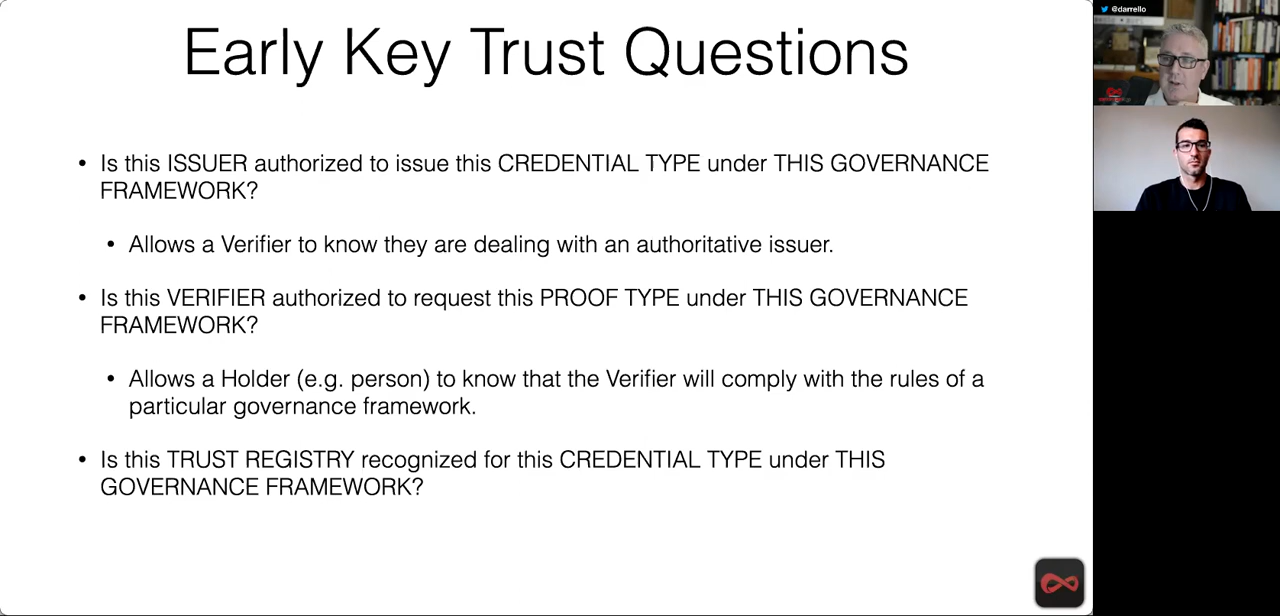 Early Key Trust Questions
• Is this ISSUER authorized to issue this CREDENTIAL TYPE under THIS GOVERNANCE
FRAMEWORK?
• Allows a Verifier to know they are dealing with an authoritative issuer.
• Is this VERIFIER authorized to request this PROOF TYPE under THIS GOVERNANCE
FRAMEWORK?
• Allows a Holder (e.g. person) to know that the Verifier will comply with the rules of a
particular governance framework.
• Is this TRUST REGISTRY recognized for this CREDENTIAL TYPE under THIS
GOVERNANCE FRAMEWORK?
@darrello